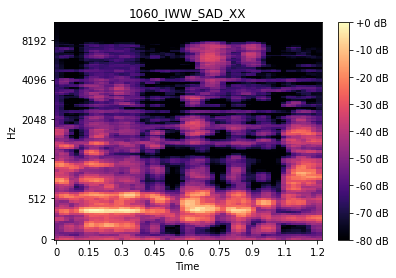 1060_IWW_SAD_XX
+0 dB
8192
-10 dB
4096
-20 dB
-30 dB
2048
Hz
-40 dB
1024
-50 dB
512
-60 dB
-70 dB
0
-80 dB
0 0.15 0.3 0.45 0.6 0.75 0.9 1.1 1.2
Time